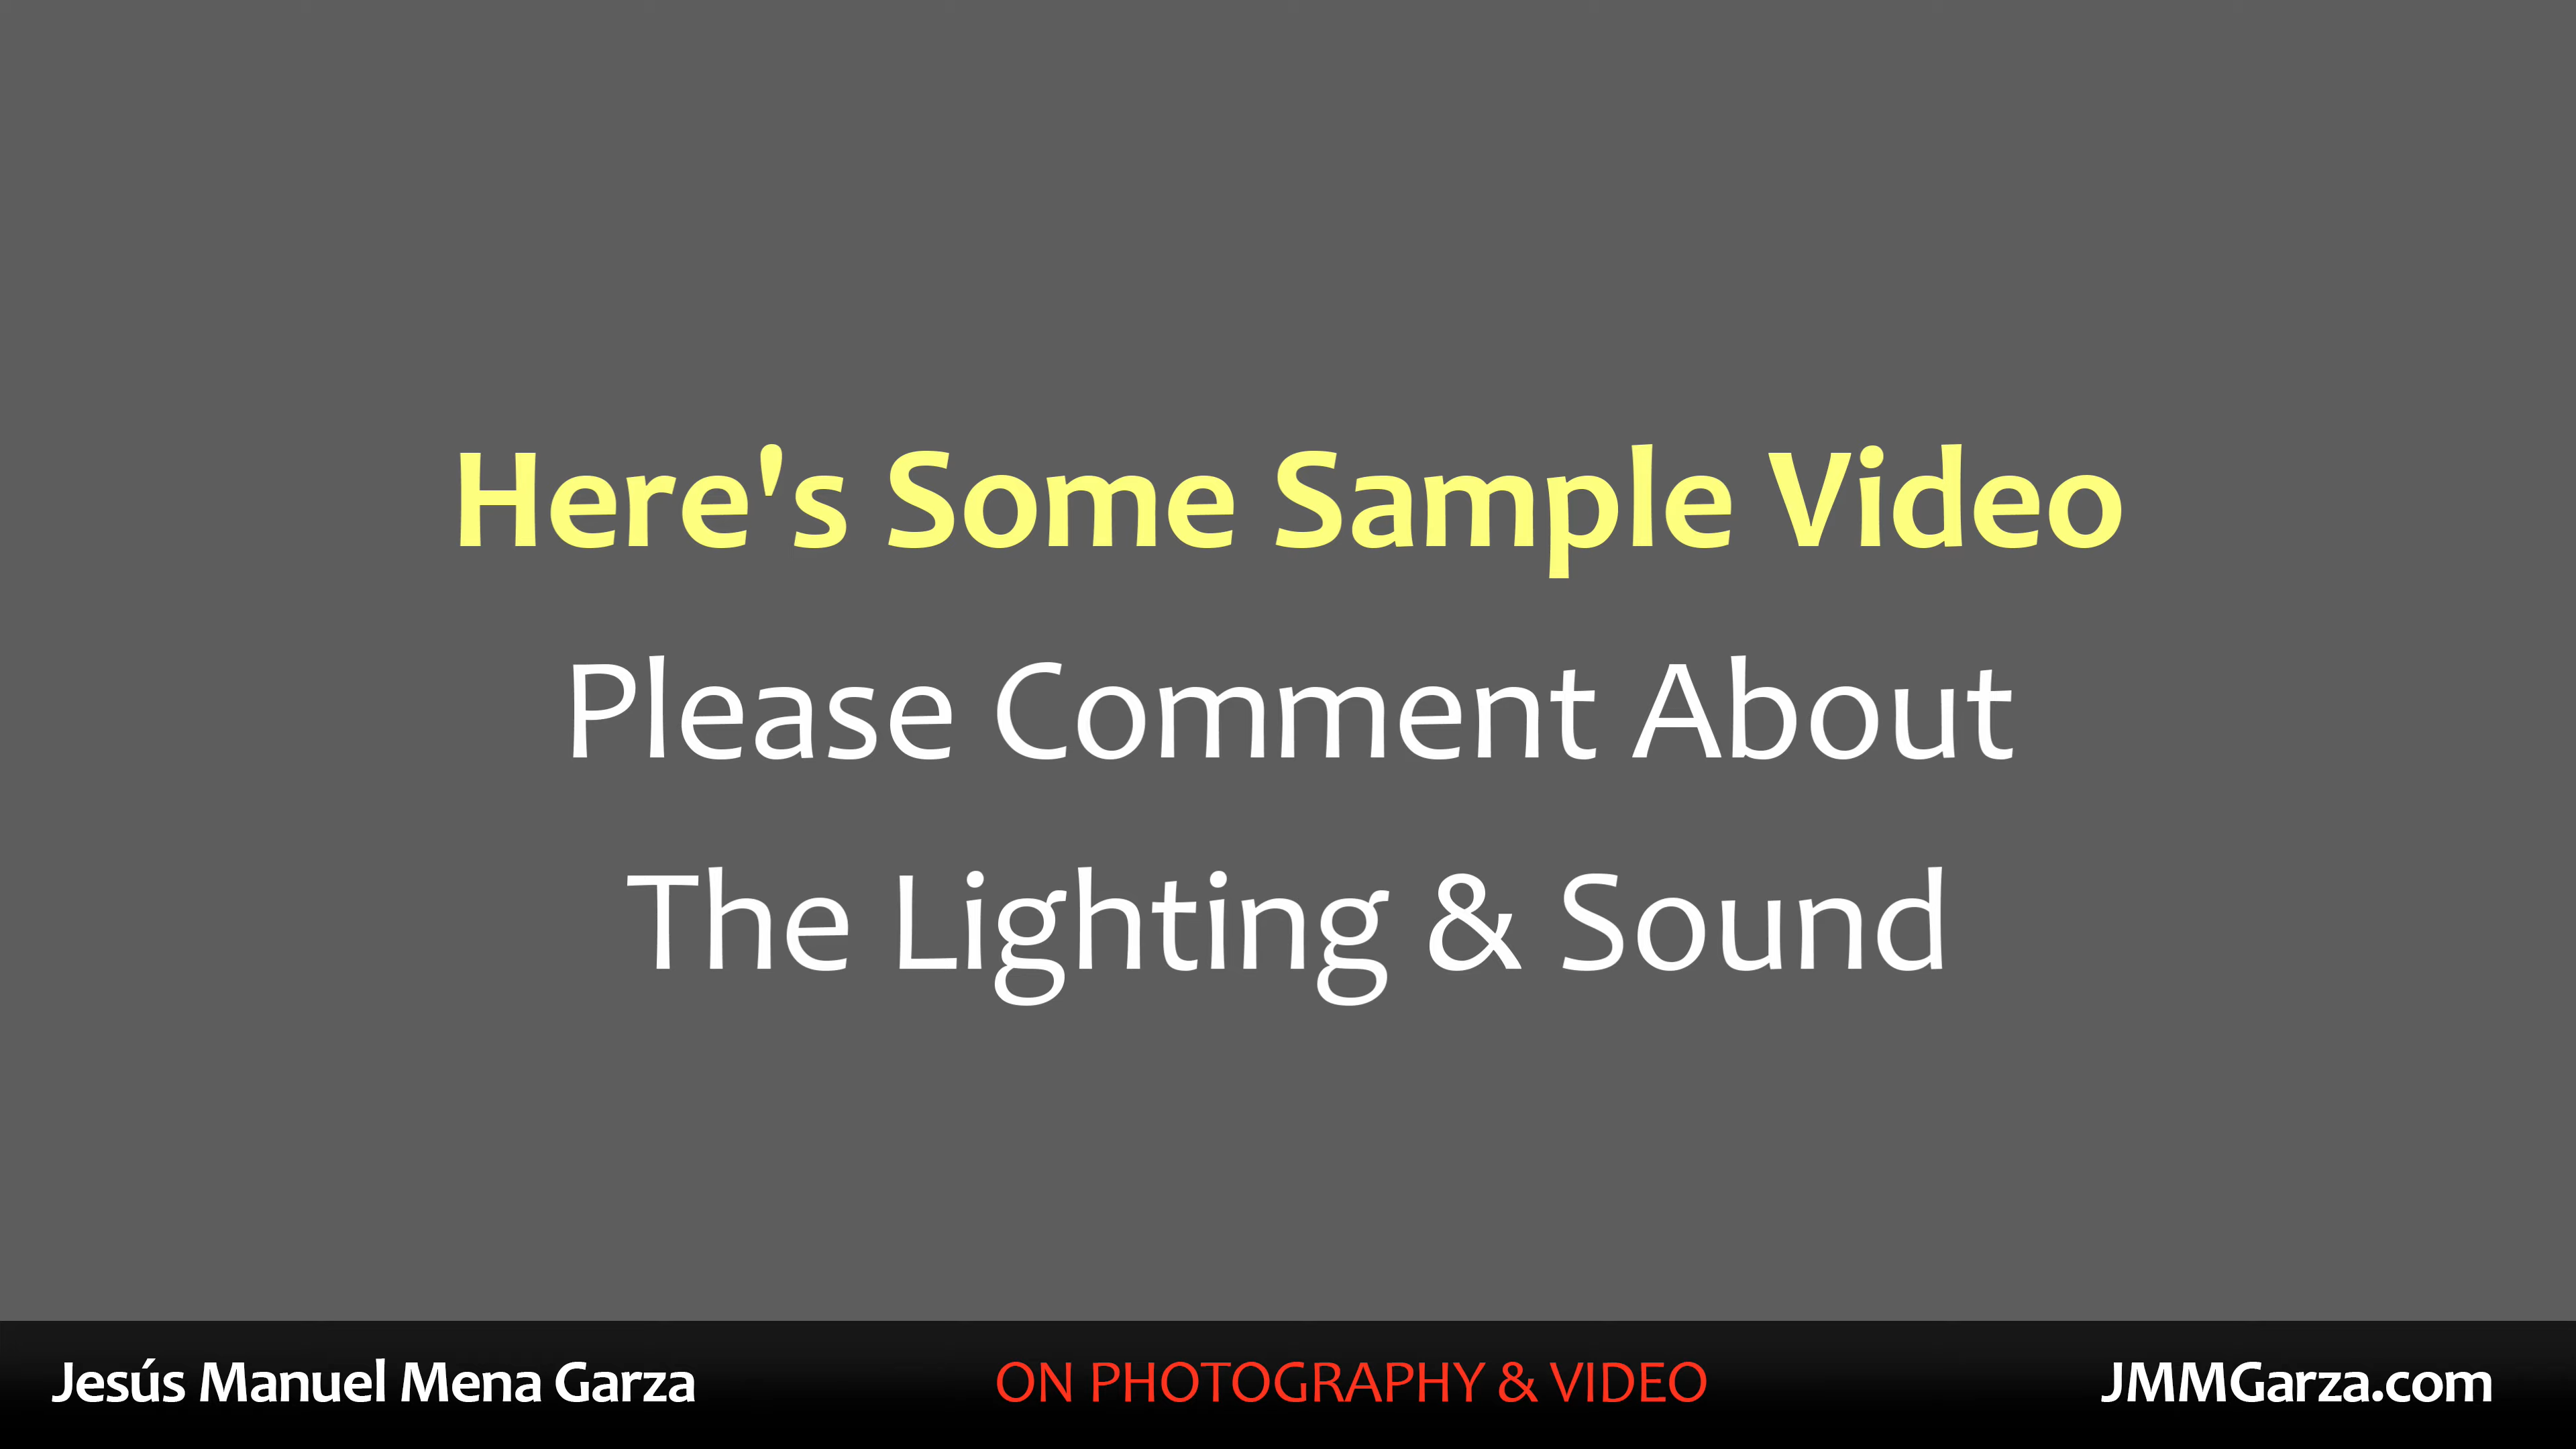 Here's Some Sample Video
Please Comment About
The Lighting & Sound
Jesús Manuel Mena Garza
ON PHOTOGRAPHY & VIDEO
JMMGarza.com